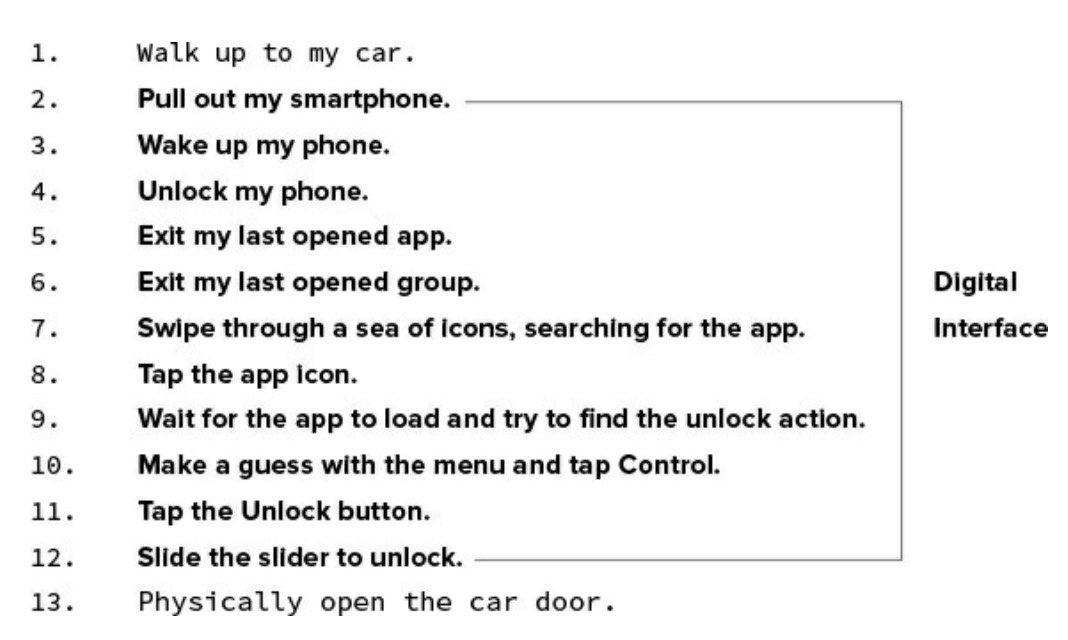 1. Walk up to my car.
2. Pull out my smartphone.
3. Wake up my phone.
4. Unlock my phone.
5. Exit my last opened app.
6. Exit my last opened group.
7. Swipe through a sea of icons, searching for the app.
8. Tap the app icon.
9. Wait for the app to load and try to find the unlock action.
10. Make a guess with the menu and tap Control.
11. Tap the Unlock button.
12. Slide the slider to unlock.
13. Physically open the car door.
Digital
Interface